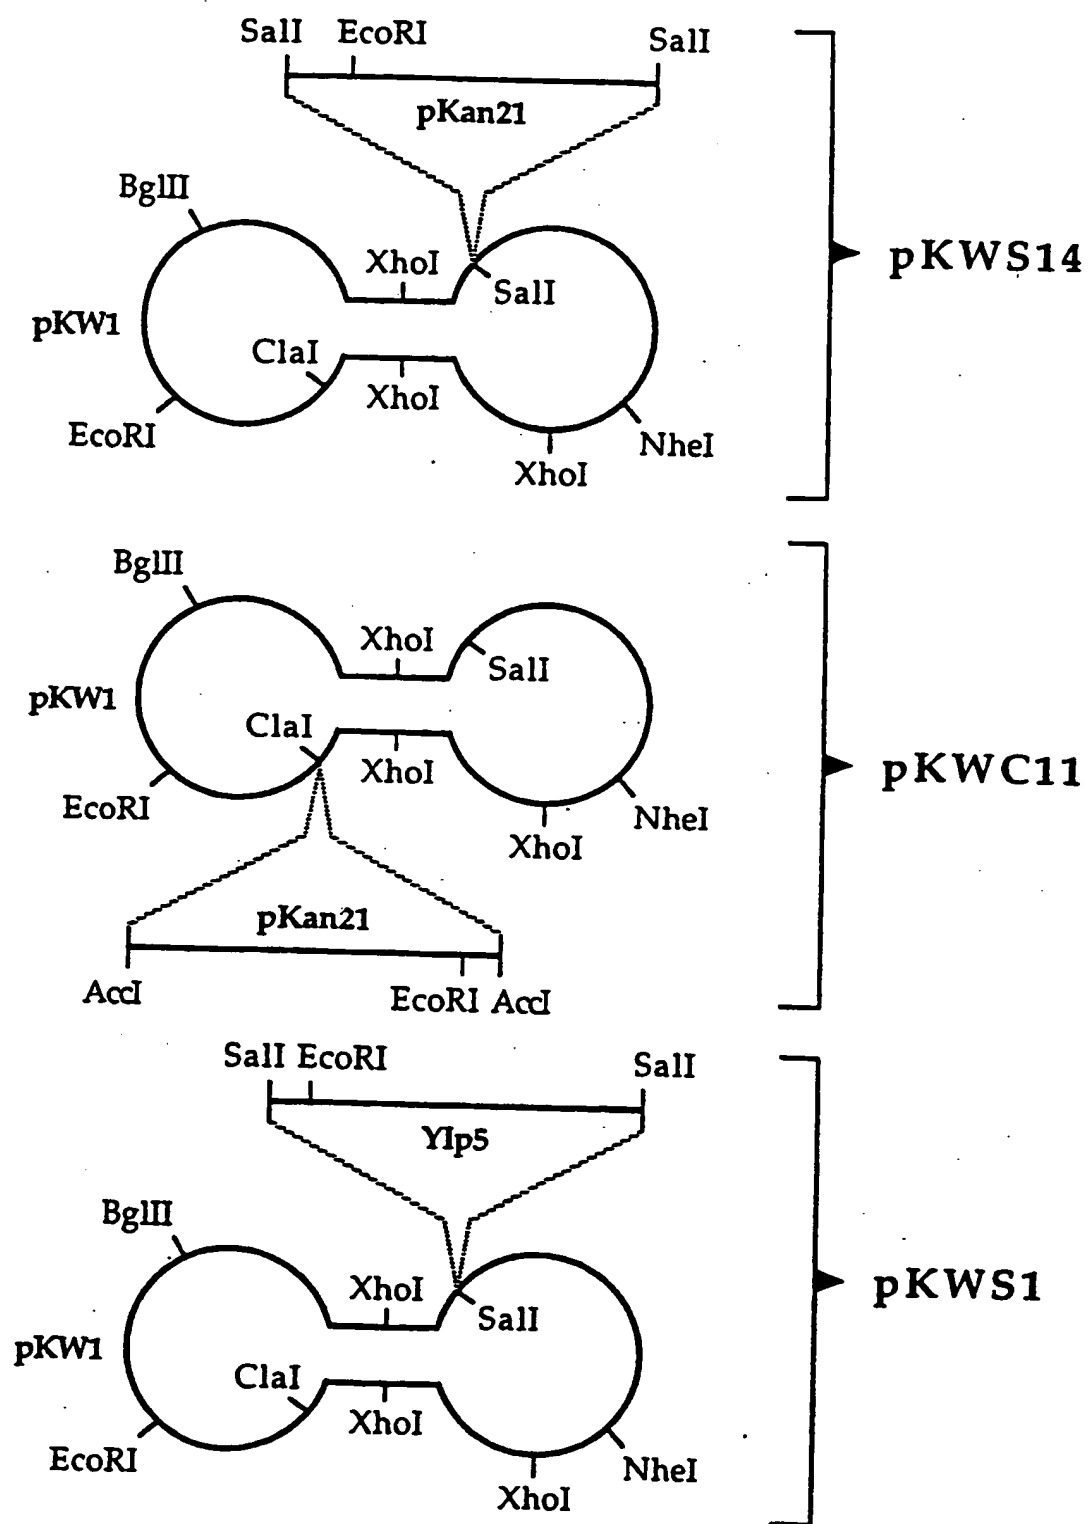 SalI EcoRI SalI
pKan21
BglII
XhoI
SalI
pKW1
ClaI
XhoI
EcoRI
NheI
XhoI
pKWS14
BglII
XhoI
SalI
pKW1
ClaI
XhoI
EcoRI
NheI
XhoI
pKWC11
pKan21
AccI EcoRI AccI
SalI EcoRI SalI
YIp5
BglII
XhoI
SalI
pKW1
ClaI
XhoI
EcoRI
NheI
XhoI
pKWS1